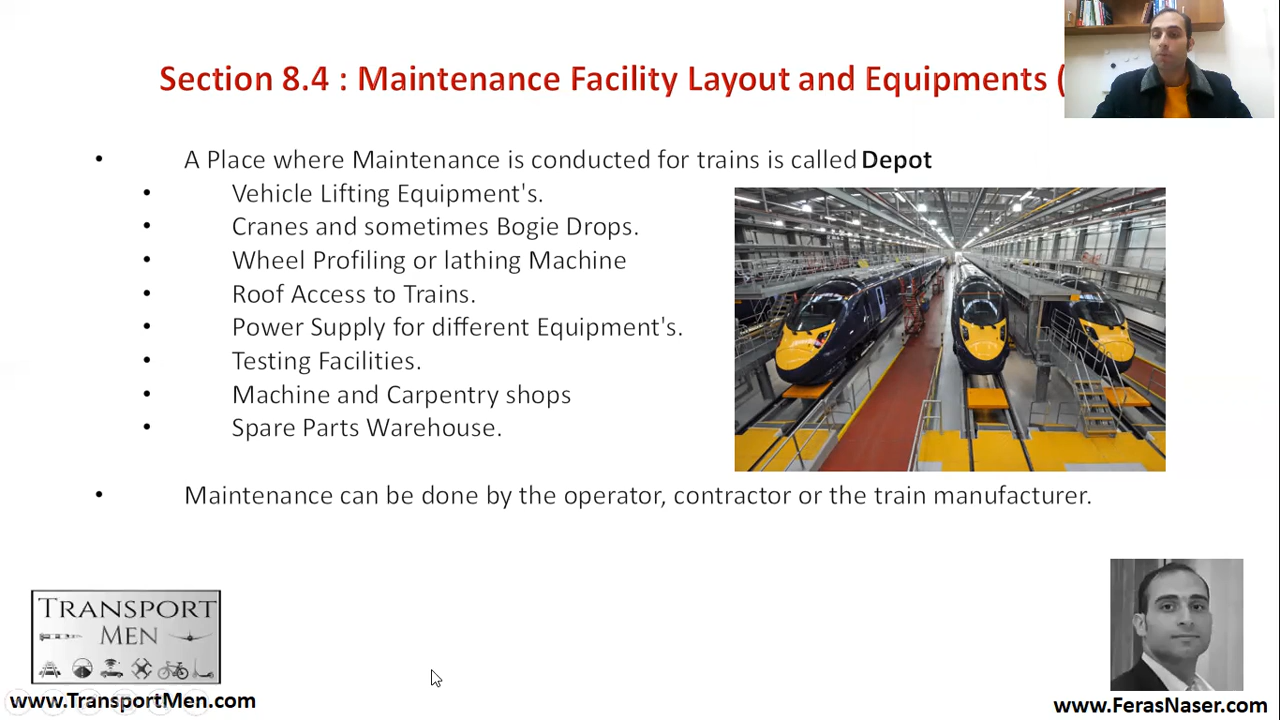 Section 8.4 : Maintenance Facility Layout and Equipments (
• A Place where Maintenance is conducted for trains is called Depot
• Vehicle Lifting Equipment's.
• Cranes and sometimes Bogie Drops.
• Wheel Profiling or lathing Machine
• Roof Access to Trains.
• Power Supply for different Equipment's.
• Testing Facilities.
• Machine and Carpentry shops
• Spare Parts Warehouse.
• Maintenance can be done by the operator, contractor or the train manufacturer.
TRANSPORT
MEN
www.TransportMen.com
www.FerasNaser.com